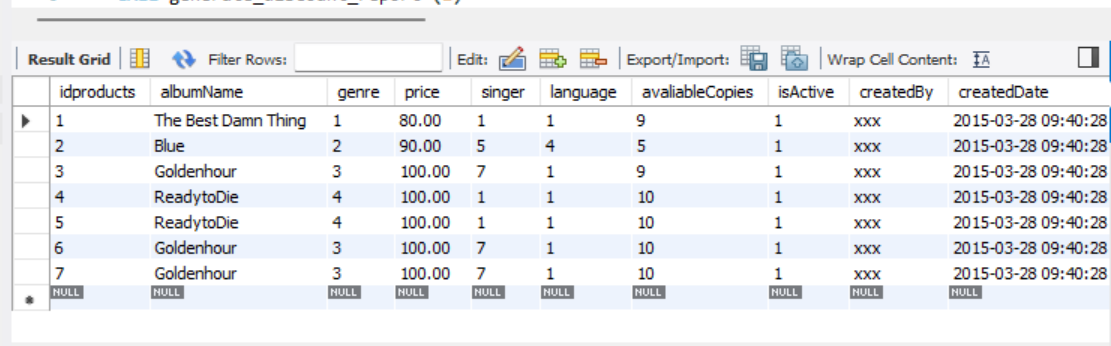 Result Grid Filter Rows: Edit: Export/Import: Wrap Cell Content: IA
idproducts albumName genre price singer language avaliableCopies isActive createdBy createdDate
1 The Best Damn Thing 1 80.00 1 1 9 1 xxx 2015-03-28 09:40:28
2 Blue 2 90.00 5 4 5 1 xxx 2015-03-28 09:40:28
3 Goldenhour 3 100.00 7 1 9 1 xxx 2015-03-28 09:40:28
4 ReadytoDie 4 100.00 1 1 10 1 xxx 2015-03-28 09:40:28
5 ReadytoDie 4 100.00 1 1 10 1 xxx 2015-03-28 09:40:28
6 Goldenhour 3 100.00 7 1 10 1 xxx 2015-03-28 09:40:28
7 Goldenhour 3 100.00 7 1 10 1 xxx 2015-03-28 09:40:28
NULL NULL NULL NULL NULL NULL NULL NULL NULL NULL